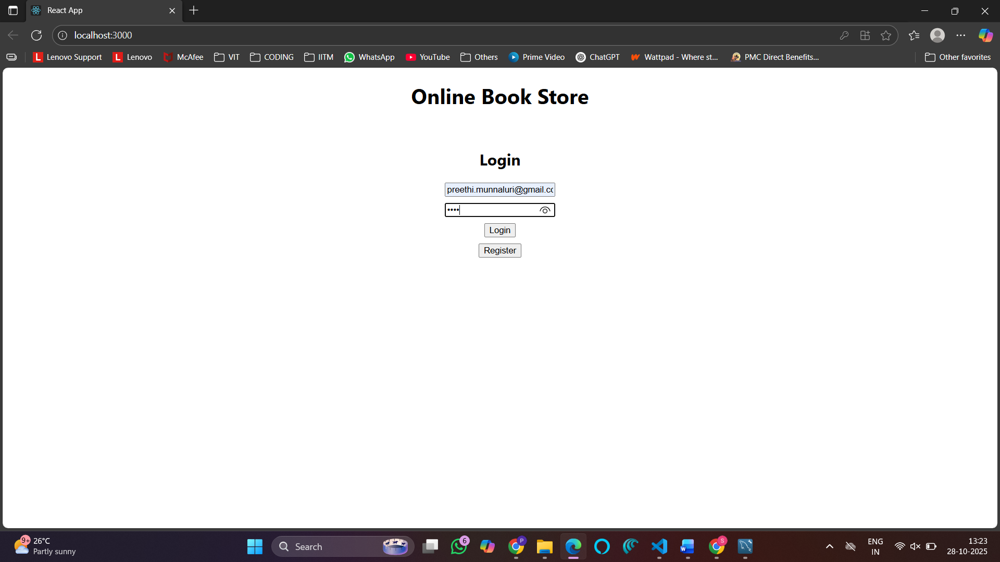 React App
localhost:3000
Lenovo Support
Lenovo
McAfee
VIT
CODING
IITM
WhatsApp
YouTube
Others
Prime Video
ChatGPT
Wattpad - Where st...
PMC Direct Benefits...
Other favorites
Online Book Store
Login
preethi.munnaluri@gmail.cc
••••
Login
Register
9+
26°C
Partly sunny
Search
6
P
S
ENG
IN
13:23
28-10-2025